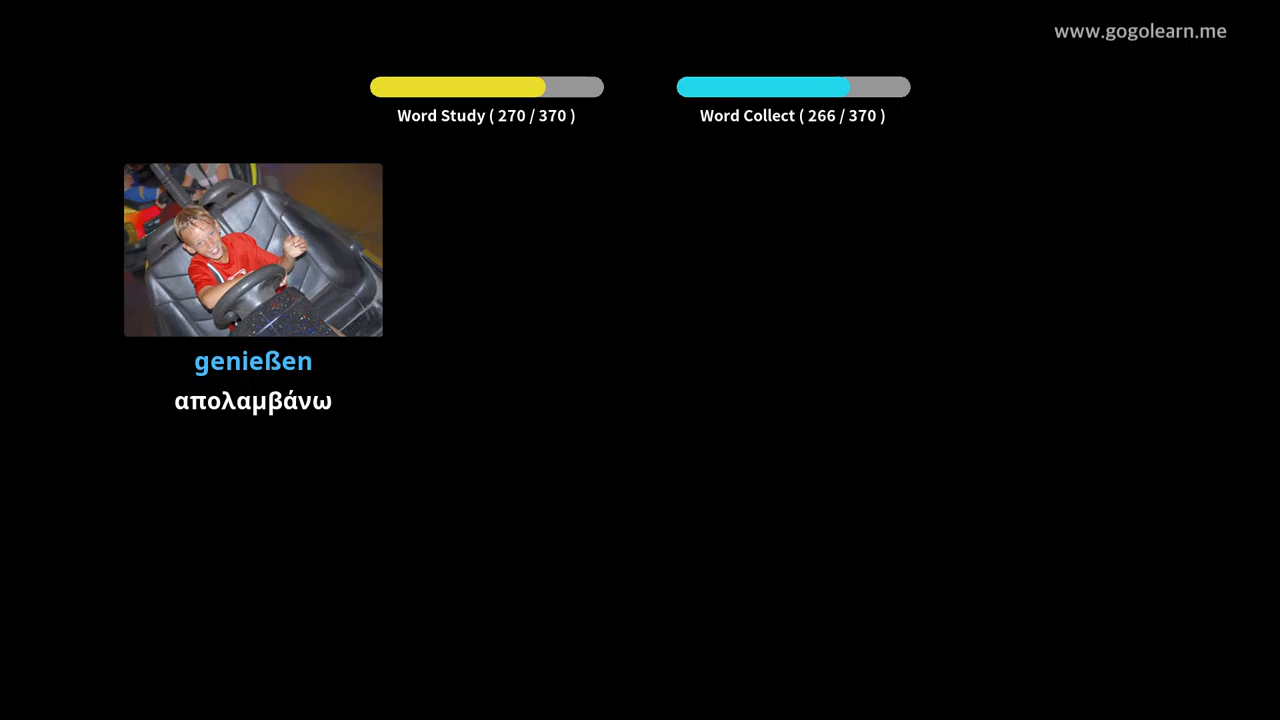 www.gogolearn.me
Word Study ( 270 / 370 )
Word Collect ( 266 / 370 )
genießen
απολαμβάνω